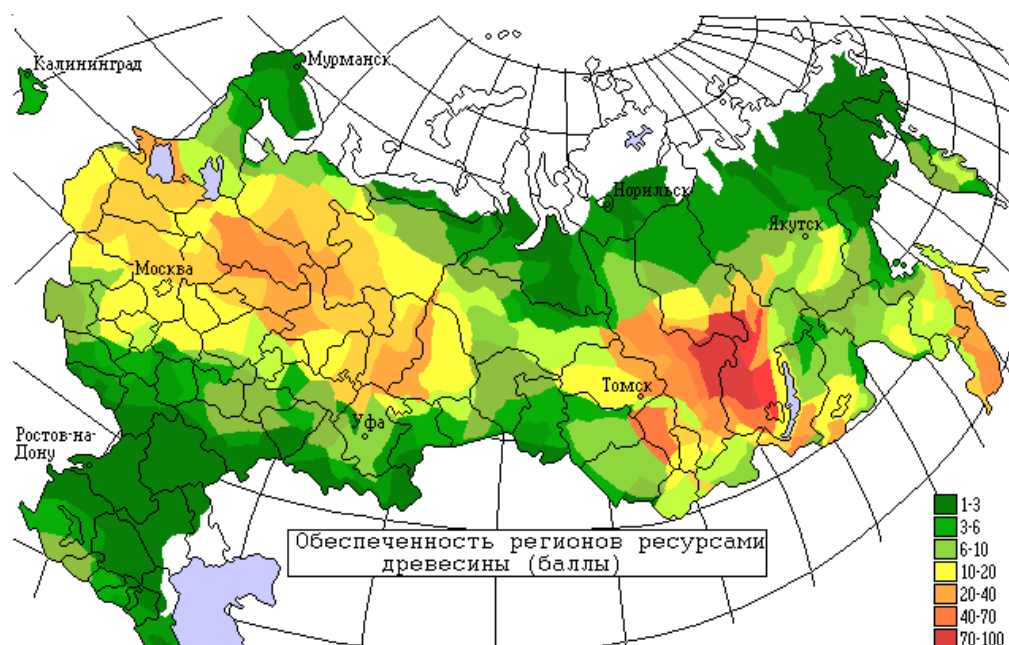 Калининград
Мурманск
Норильск
Якутск
Москва
Томск
Уфа
Ростов-на-
Дону
Обеспеченность регионов ресурсами
древесины (баллы)
1-3
3-6
6-10
10-20
20-40
40-70
70-100